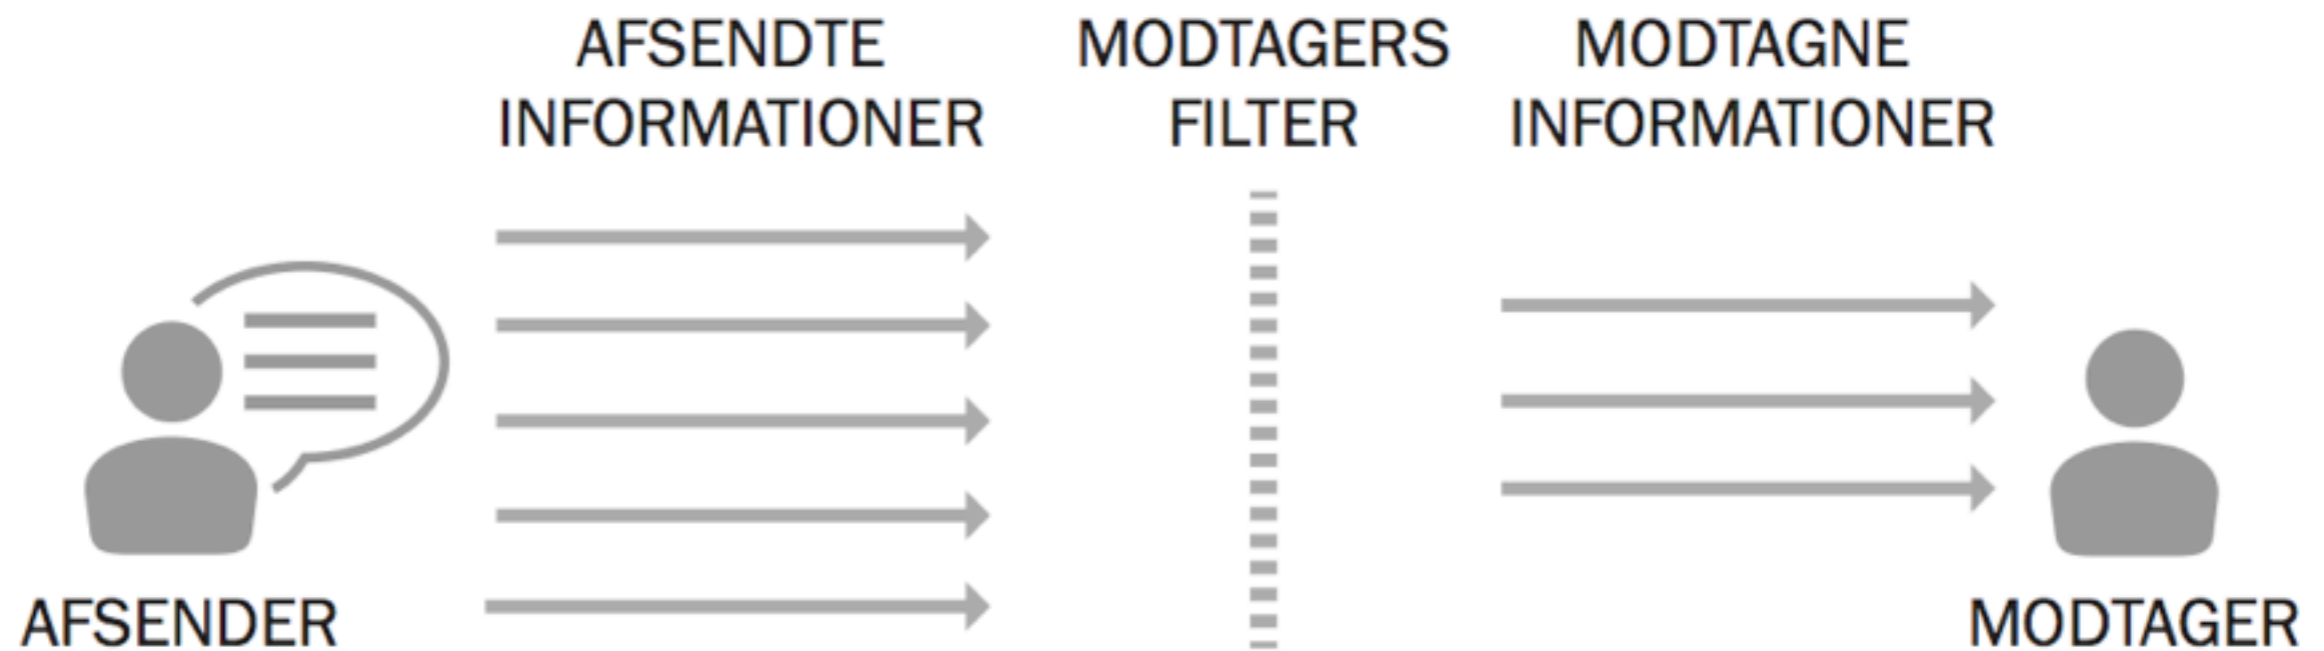 AFSENDTE
INFORMATIONER
MODTAGERS
FILTER
MODTAGNE
INFORMATIONER
AFSENDER
MODTAGER